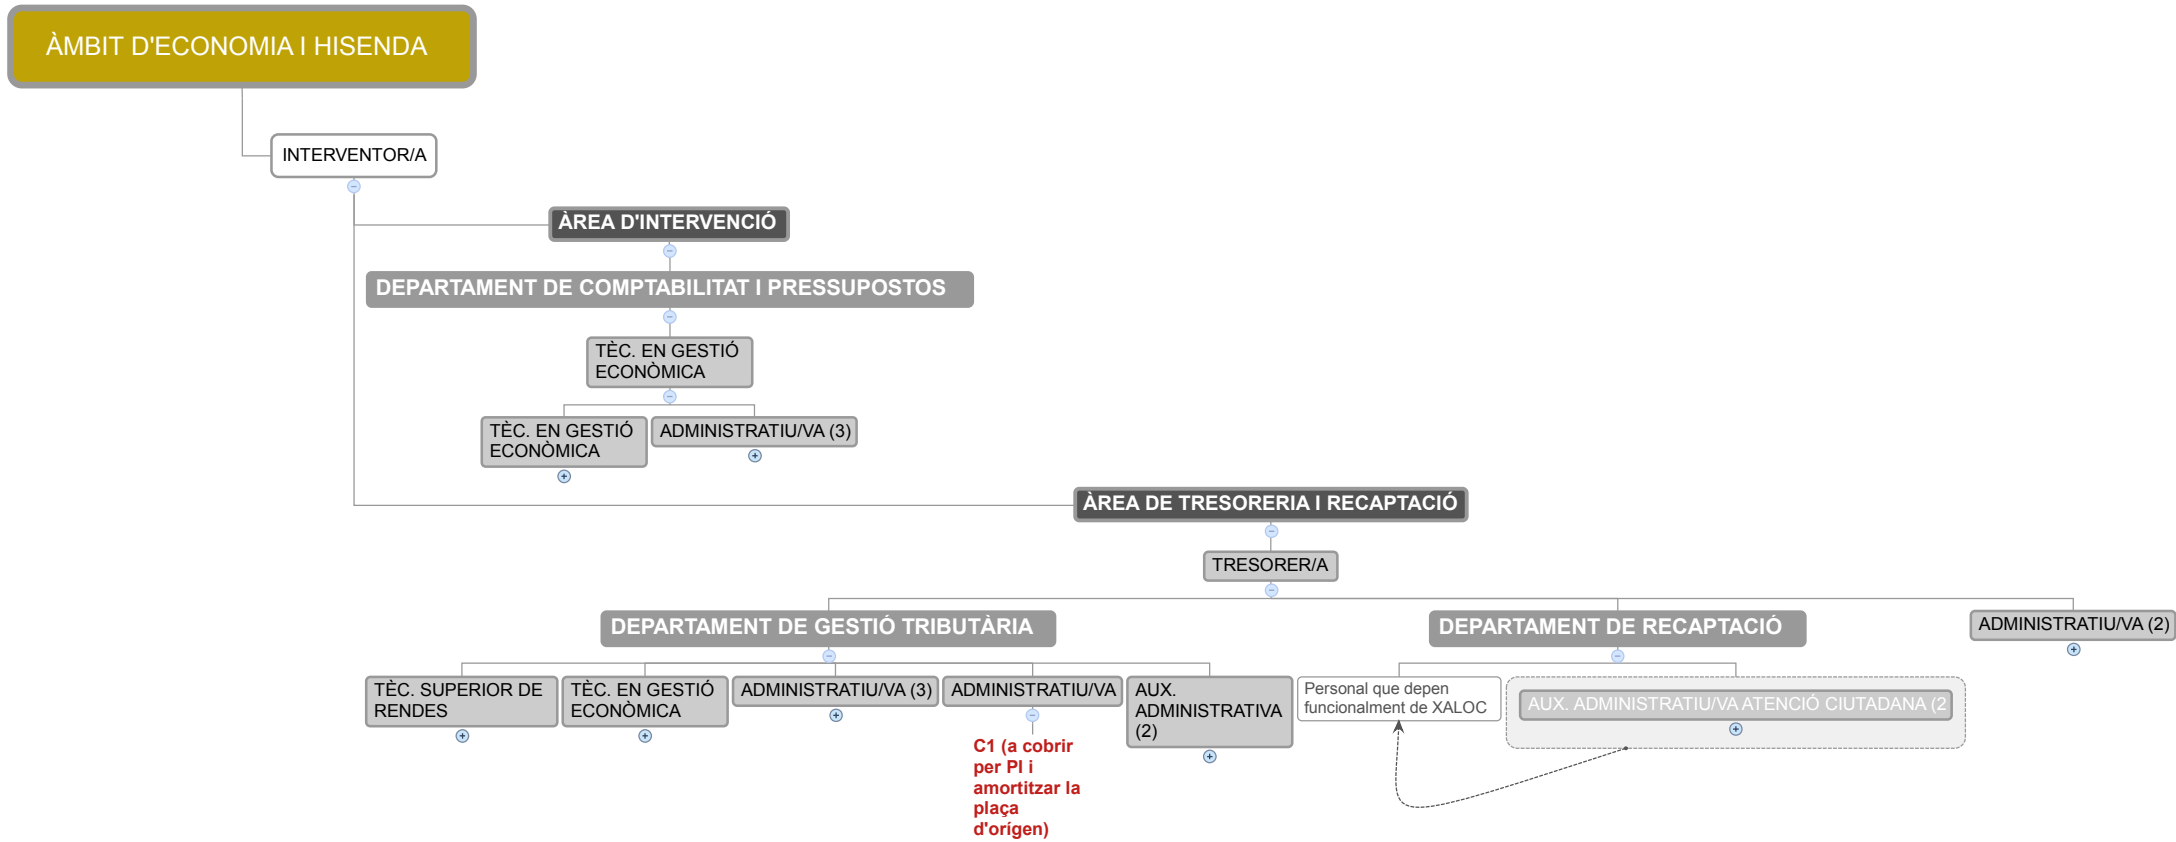 ÀMBIT D'ECONOMIA I HISENDA
INTERVENTOR/A
ÀREA D'INTERVENCIÓ
DEPARTAMENT DE COMPTABILITAT I PRESSUPOSTOS
TÈC. EN GESTIÓ
ECONÒMICA
TÈC. EN GESTIÓ
ECONÒMICA
ADMINISTRATIU/VA (3)
ÀREA DE TRESORERIA I RECAPTACIÓ
TRESORER/A
DEPARTAMENT DE GESTIÓ TRIBUTÀRIA
DEPARTAMENT DE RECAPTACIÓ
ADMINISTRATIU/VA (2)
TÈC. SUPERIOR DE
RENDES
TÈC. EN GESTIÓ
ECONÒMICA
ADMINISTRATIU/VA (3)
ADMINISTRATIU/VA
C1 (a cobrir
per PI i
amortitzar la
plaça
d'orígen)
AUX.
ADMINISTRATIVA
(2)
Personal que depen
funcionalment de XALOC
AUX. ADMINISTRATIU/VA ATENCIÓ CIUTADANA (2